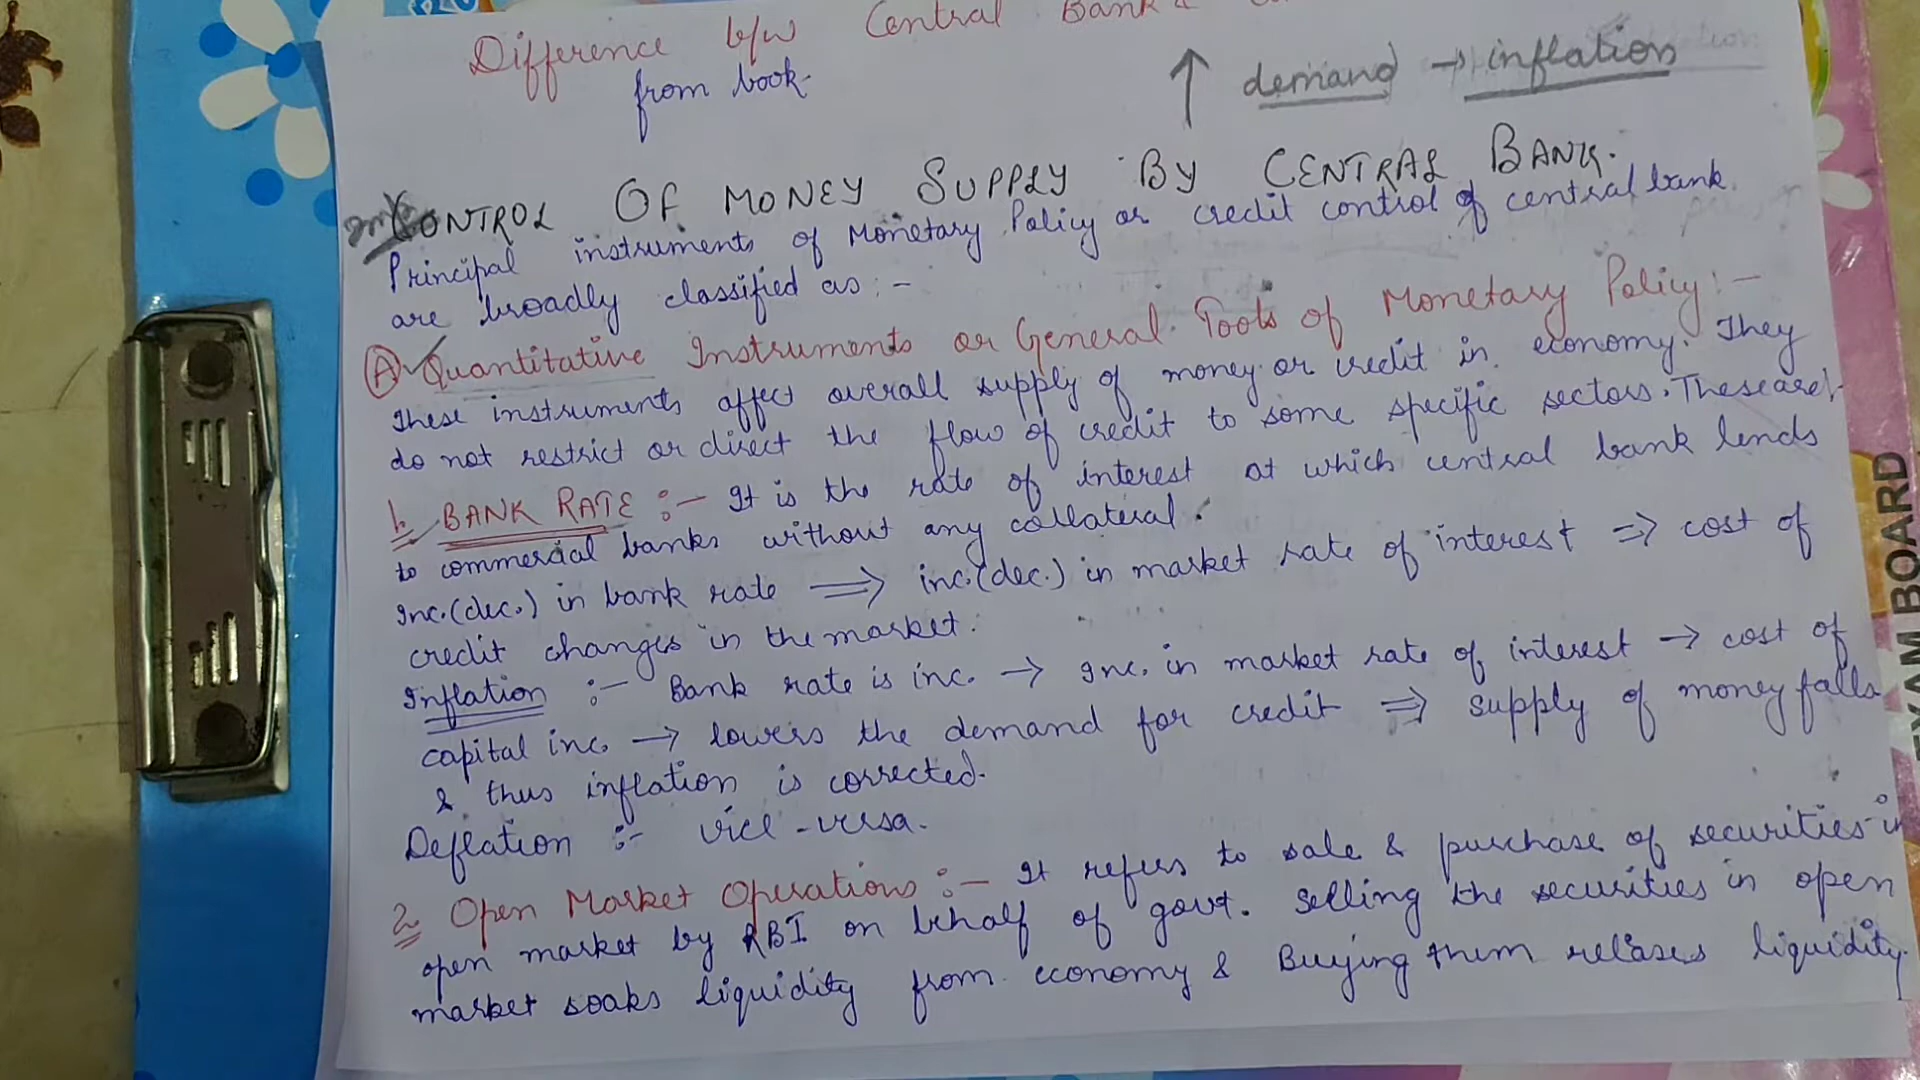 Difference b/w Central Bank &
from book
↑ demand → inflation
CONTROL OF MONEY SUPPLY BY CENTRAL BANK.
Principal instruments of Monetary Policy or credit control of central bank
are broadly classified as :-
(A) Quantitative Instruments or General Tools of Monetary Policy :-
These instruments affect overall supply of money or credit in economy. They
do not restrict or direct the flow of credit to some specific sectors. These are:-
1. BANK RATE :- It is the rate of interest at which central bank lends
to commercial banks without any collateral.
Inc.(dec.) in bank rate ⟹ inc.(dec.) in market rate of interest ⇒ cost of
credit changes in the market.
Inflation :- Bank rate is inc. → Inc. in market rate of interest → cost of
capital inc. → lowers the demand for credit ⇒ supply of money falls
& thus inflation is corrected.
Deflation :- vice-versa.
2. Open Market Operations :- It refers to sale & purchase of securities in
open market by RBI on behalf of govt. Selling the securities in open
market soaks liquidity from economy & Buying them relases liquidity.
EXAM BOARD